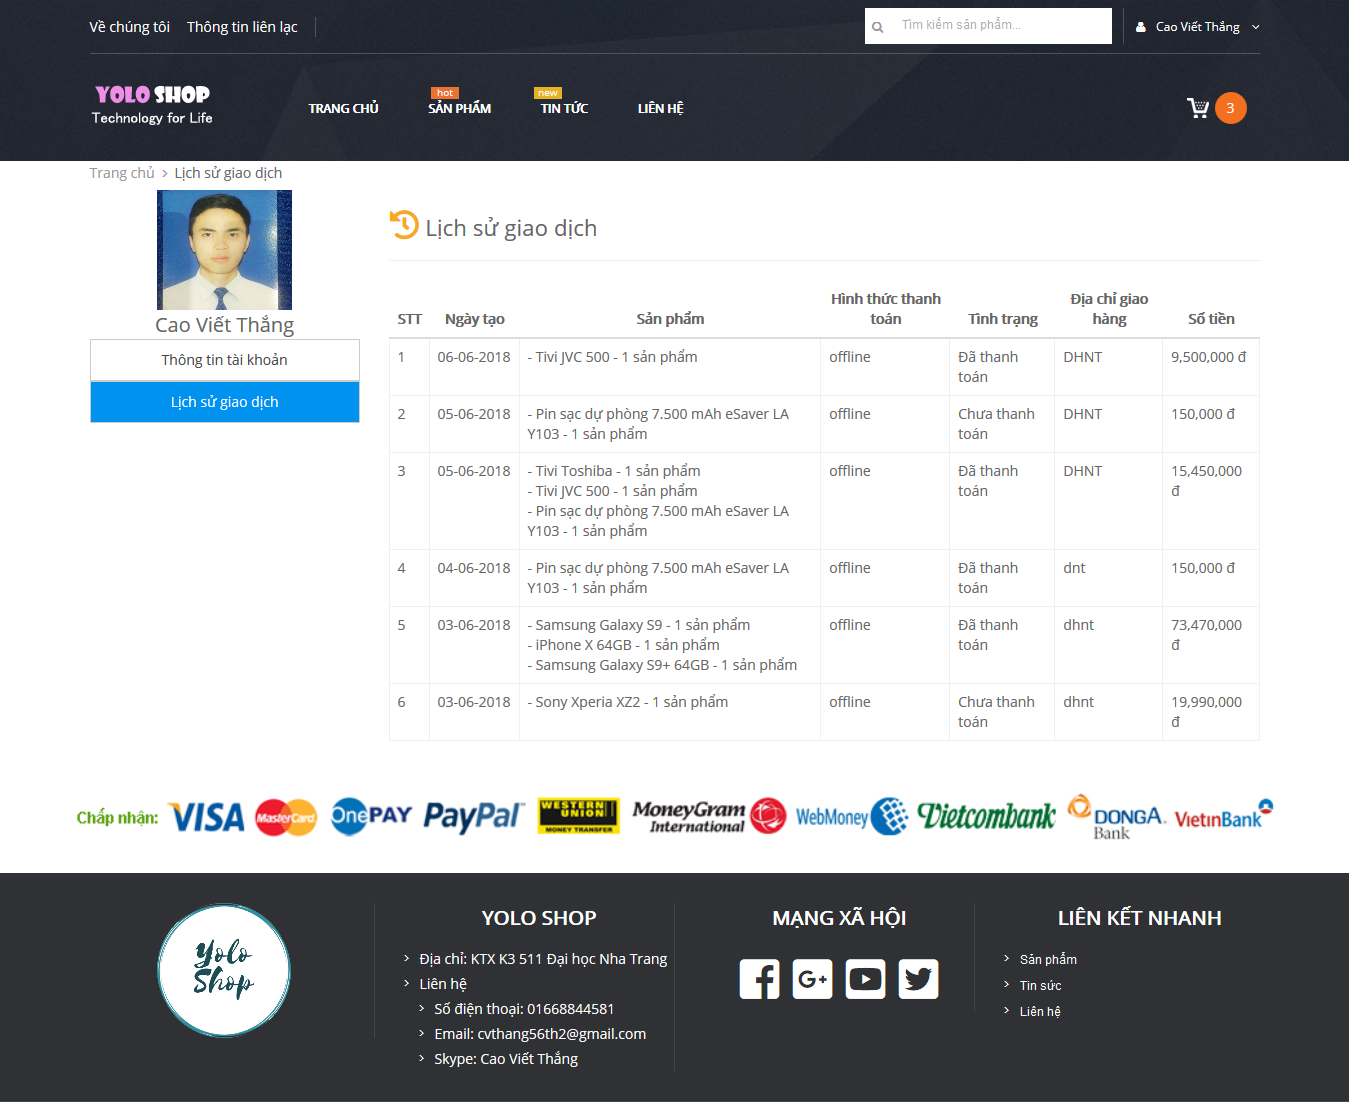 Về chúng tôi Thông tin liên lạc
Tìm kiếm sản phẩm...
Cao Viết Thắng
YOLO SHOP
Technology for Life
TRANG CHỦ
hot
SẢN PHẨM
new
TIN TỨC
LIÊN HỆ
3
Trang chủ > Lịch sử giao dịch
Cao Viết Thắng
Thông tin tài khoản
Lịch sử giao dịch
Lịch sử giao dịch
STT Ngày tạo Sản phẩm Hình thức thanh toán Tình trạng Địa chỉ giao hàng Số tiền
1 06-06-2018 - Tivi JVC 500 - 1 sản phẩm offline Đã thanh toán DHNT 9,500,000 đ
2 05-06-2018 - Pin sạc dự phòng 7.500 mAh eSaver LA Y103 - 1 sản phẩm offline Chưa thanh toán DHNT 150,000 đ
3 05-06-2018 - Tivi Toshiba - 1 sản phẩm
- Tivi JVC 500 - 1 sản phẩm
- Pin sạc dự phòng 7.500 mAh eSaver LA Y103 - 1 sản phẩm offline Đã thanh toán DHNT 15,450,000 đ
4 04-06-2018 - Pin sạc dự phòng 7.500 mAh eSaver LA Y103 - 1 sản phẩm offline Đã thanh toán dnt 150,000 đ
5 03-06-2018 - Samsung Galaxy S9 - 1 sản phẩm
- iPhone X 64GB - 1 sản phẩm
- Samsung Galaxy S9+ 64GB - 1 sản phẩm offline Đã thanh toán dhnt 73,470,000 đ
6 03-06-2018 - Sony Xperia XZ2 - 1 sản phẩm offline Chưa thanh toán dhnt 19,990,000 đ
Chấp nhận: VISA MasterCard OnePAY PayPal WESTERN UNION MONEY TRANSFER MoneyGram International WebMoney Vietcombank DONGA Bank VietinBank
Yolo Shop
YOLO SHOP
Địa chỉ: KTX K3 511 Đại học Nha Trang
Liên hệ
Số điện thoại: 01668844581
Email: cvthang56th2@gmail.com
Skype: Cao Viết Thắng
MẠNG XÃ HỘI
G+
LIÊN KẾT NHANH
Sản phẩm
Tin sức
Liên hệ